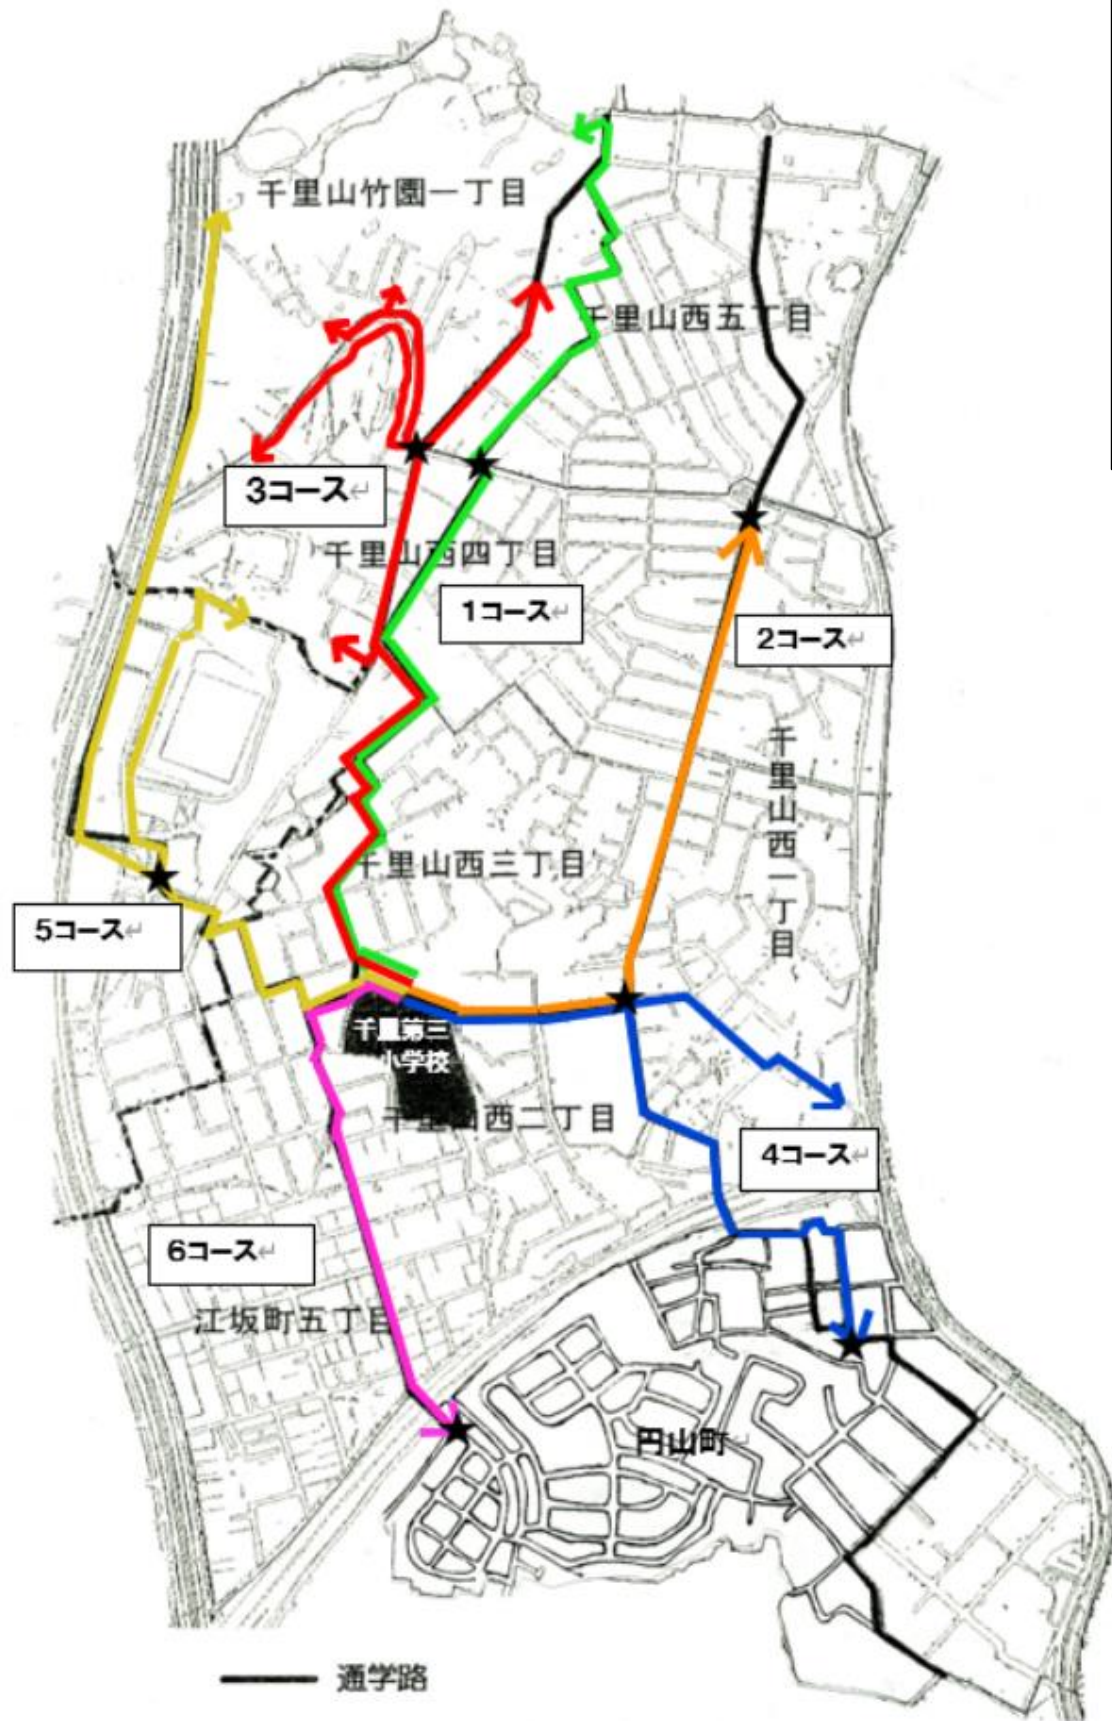 千里山竹園一丁目
千里山西五丁目
3コース↵
千里山西四丁目
1コース↵
2コース↵
千里山西一丁目
千里山西三丁目
5コース↵
千里第三
小学校
千里山西二丁目
4コース↵
6コース↵
江坂町五丁目
円山町↵
通学路